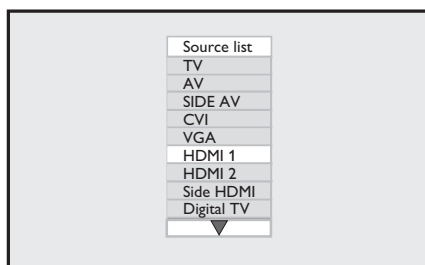 Source list
TV
AV
SIDE AV
CVI
VGA
HDMI 1
HDMI 2
Side HDMI
Digital TV